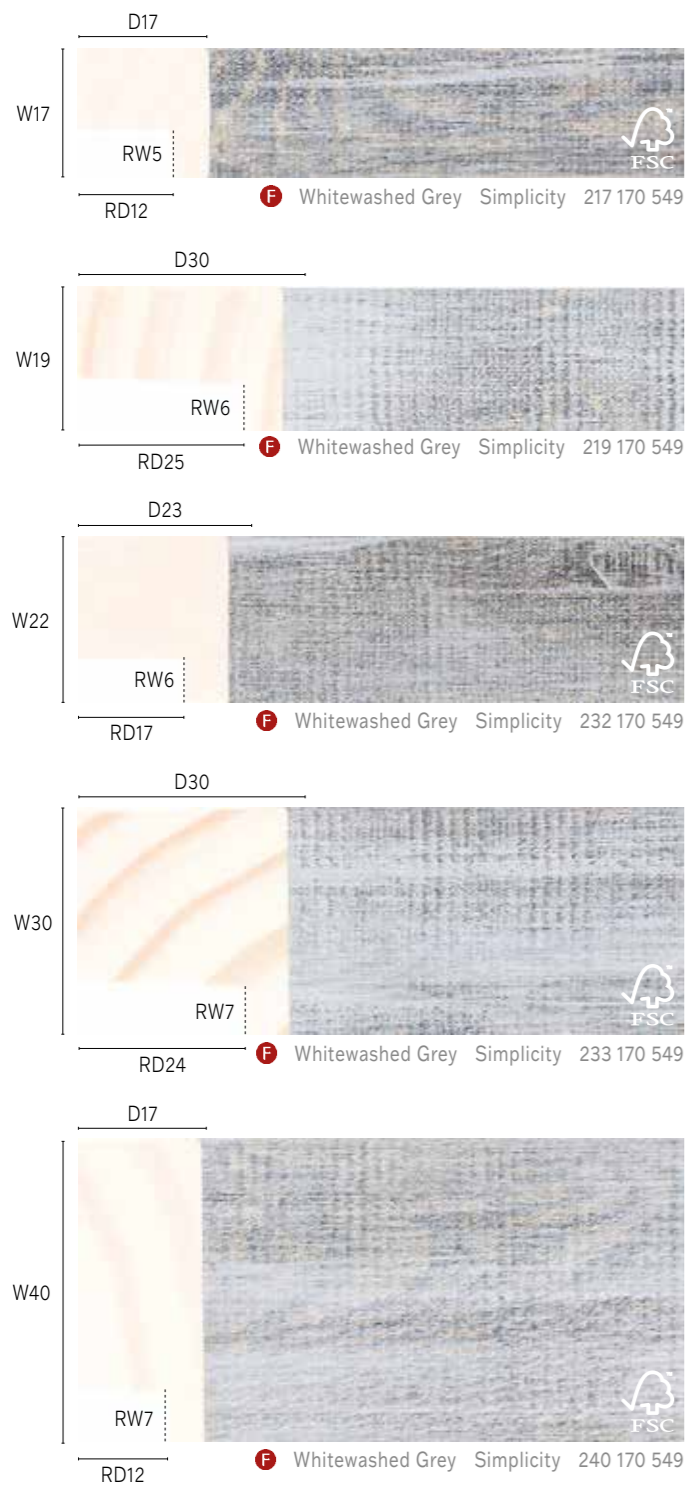 D17
W17
RW5
FSC
RD12
F Whitewashed Grey Simplicity 217 170 549
D30
W19
RW6
RD25
F Whitewashed Grey Simplicity 219 170 549
D23
W22
RW6
FSC
RD17
F Whitewashed Grey Simplicity 232 170 549
D30
W30
RW7
FSC
RD24
F Whitewashed Grey Simplicity 233 170 549
D17
W40
RW7
FSC
RD12
F Whitewashed Grey Simplicity 240 170 549